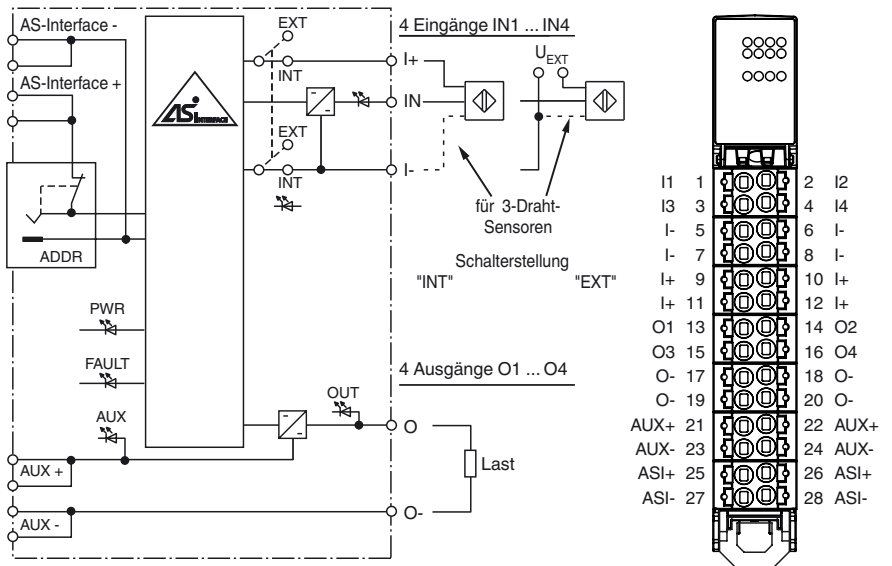 AS-Interface -
AS-Interface +
ADDR
PWR
FAULT
AUX
AUX +
AUX -
ASI
INTERFACE
EXT
INT
EXT
INT
OUT
4 Eingänge IN1 ... IN4
I+
IN
I-
UEXT
für 3-Draht-
Sensoren
Schalterstellung
"INT" "EXT"
4 Ausgänge O1 ... O4
O
Last
O-
I1 1 2 I2
I3 3 4 I4
I- 5 6 I-
I- 7 8 I-
I+ 9 10 I+
I+ 11 12 I+
O1 13 14 O2
O3 15 16 O4
O- 17 18 O-
O- 19 20 O-
AUX+ 21 22 AUX+
AUX- 23 24 AUX-
ASI+ 25 26 ASI+
ASI- 27 28 ASI-